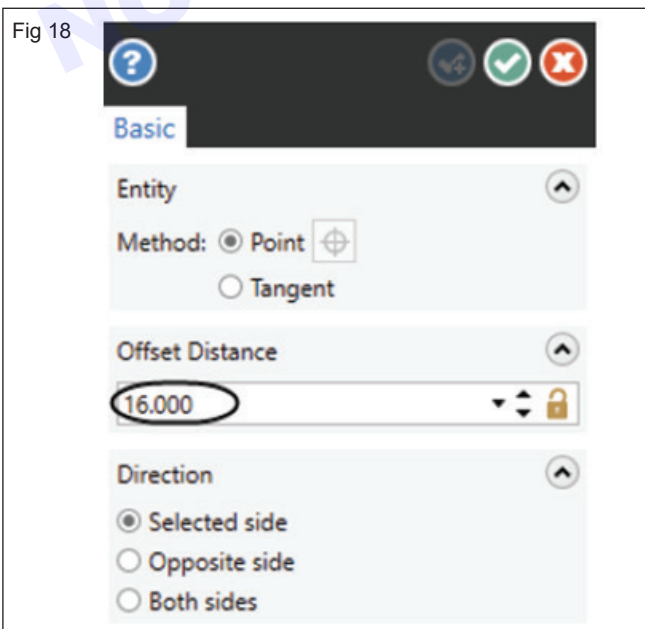 Fig 18
Basic
Entity
Method: Point
Tangent
Offset Distance
16.000
Direction
Selected side
Opposite side
Both sides